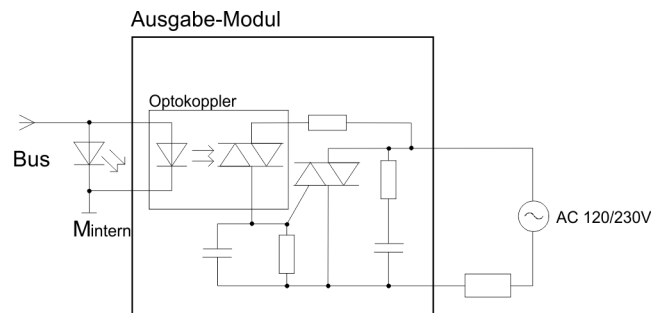 Ausgabe-Modul
Optokoppler
Bus
Mintern
AC 120/230V